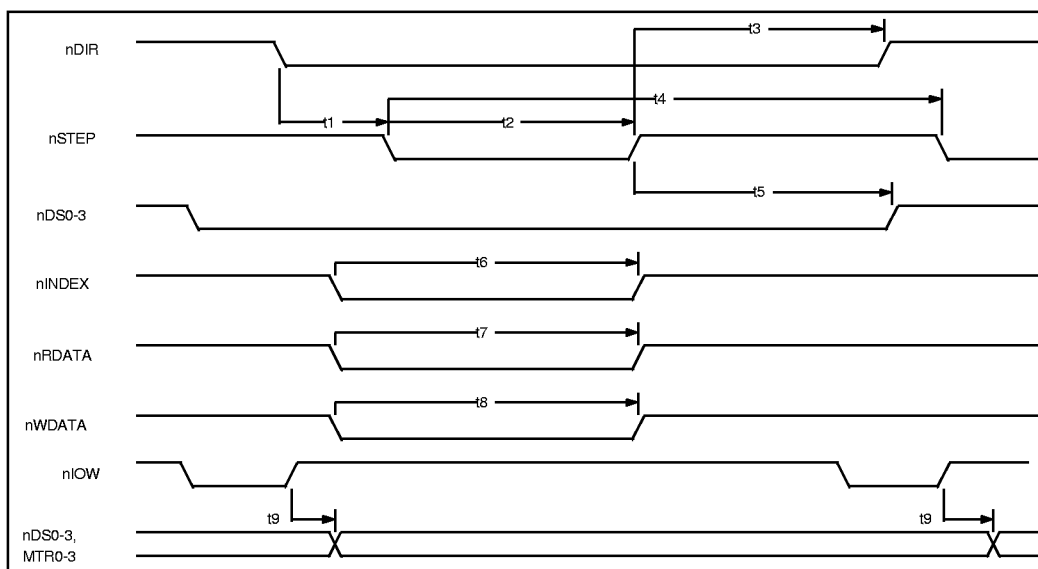 t3
nDIR
t4
t1
t2
nSTEP
t5
nDS0-3
t6
nINDEX
t7
nRDATA
t8
nWDATA
nIOW
t9
t9
nDS0-3,
MTR0-3